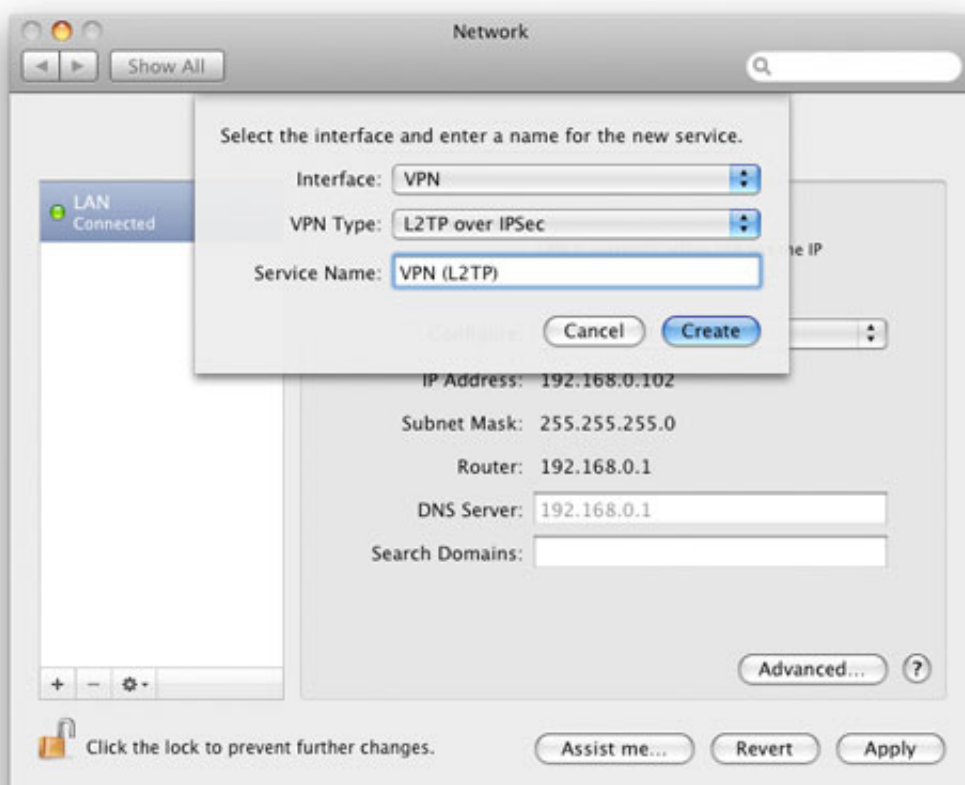 Network
Show All
Select the interface and enter a name for the new service.
Interface: VPN
VPN Type: L2TP over IPSec
Service Name: VPN (L2TP)
Cancel Create
LAN
Connected
the IP
IP Address: 192.168.0.102
Subnet Mask: 255.255.255.0
Router: 192.168.0.1
DNS Server: 192.168.0.1
Search Domains:
Advanced... ?
Click the lock to prevent further changes.
Assist me... Revert Apply